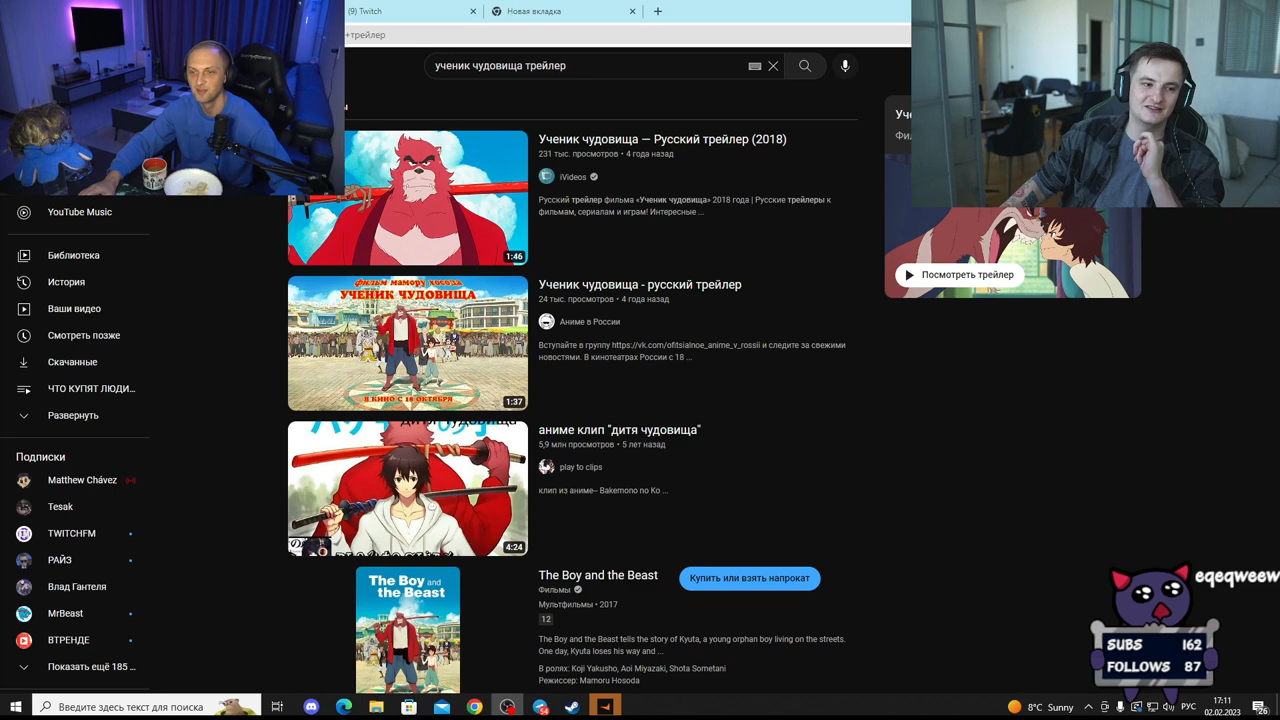 (9) Twitch
Новая вкладка
+трейлер
ученик чудовища трейлер
YouTube Music
Библиотека
История
Ваши видео
Смотреть позже
Скачанные
ЧТО КУПЯТ ЛЮДИ...
Развернуть
Подписки
Matthew Chávez
Tesak
TWITCHFM
РАЙЗ
Влад Гантеля
MrBeast
ВТРЕНДЕ
Показать ещё 185 ...
1:46
Ученик чудовища — Русский трейлер (2018)
231 тыс. просмотров • 4 года назад
iVideos
Русский трейлер фильма «Ученик чудовища» 2018 года | Русские трейлеры к
фильмам, сериалам и играм! Интересные ...
ФИЛЬМ МАМОРУ ХОСОДА
УЧЕНИК ЧУДОВИЩА
В КИНО С 18 ОКТЯБРЯ
1:37
Ученик чудовища - русский трейлер
24 тыс. просмотров • 4 года назад
Аниме в России
Вступайте в группу https://vk.com/ofitsialnoe_anime_v_rossii и следите за свежими
новостями. В кинотеатрах России с 18 ...
4:24
аниме клип "дитя чудовища"
5,9 млн просмотров • 5 лет назад
play to clips
клип из аниме-- Bakemono no Ko ...
The Boy and
the Beast
The Boy and the Beast
Фильмы
Мультфильмы • 2017
12
The Boy and the Beast tells the story of Kyuta, a young orphan boy living on the streets.
One day, Kyuta loses his way and ...
В ролях: Koji Yakusho, Aoi Miyazaki, Shota Sometani
Режиссер: Mamoru Hosoda
Купить или взять напрокат
Посмотреть трейлер
eqeqweew
SUBS 162
FOLLOWS 87
Введите здесь текст для поиска
8°C Sunny
РУС
17:11
02.02.2023